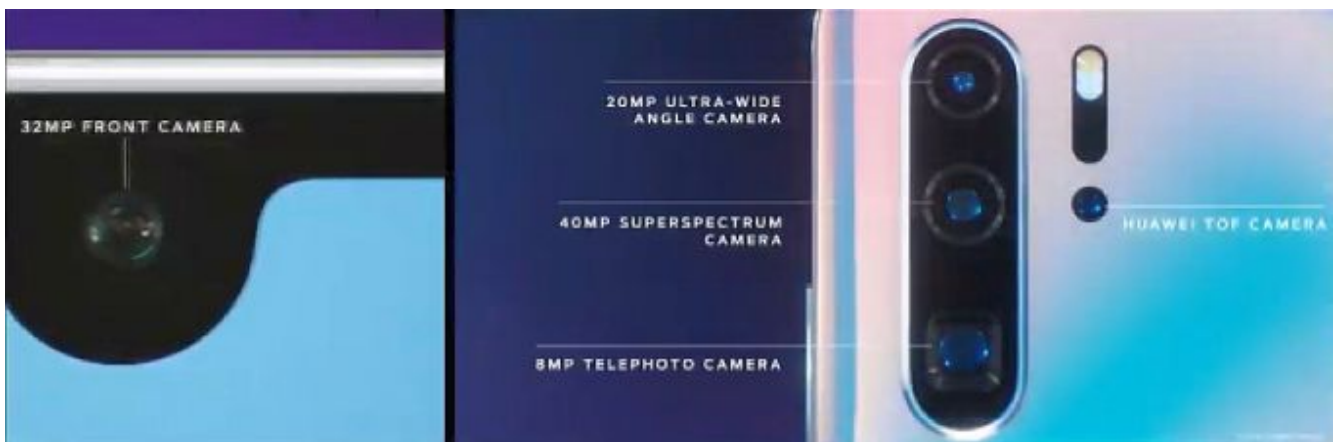 32MP FRONT CAMERA
20MP ULTRA-WIDE
ANGLE CAMERA
40MP SUPERSPECTRUM
CAMERA
8MP TELEPHOTO CAMERA
HUAWEI TOF CAMERA